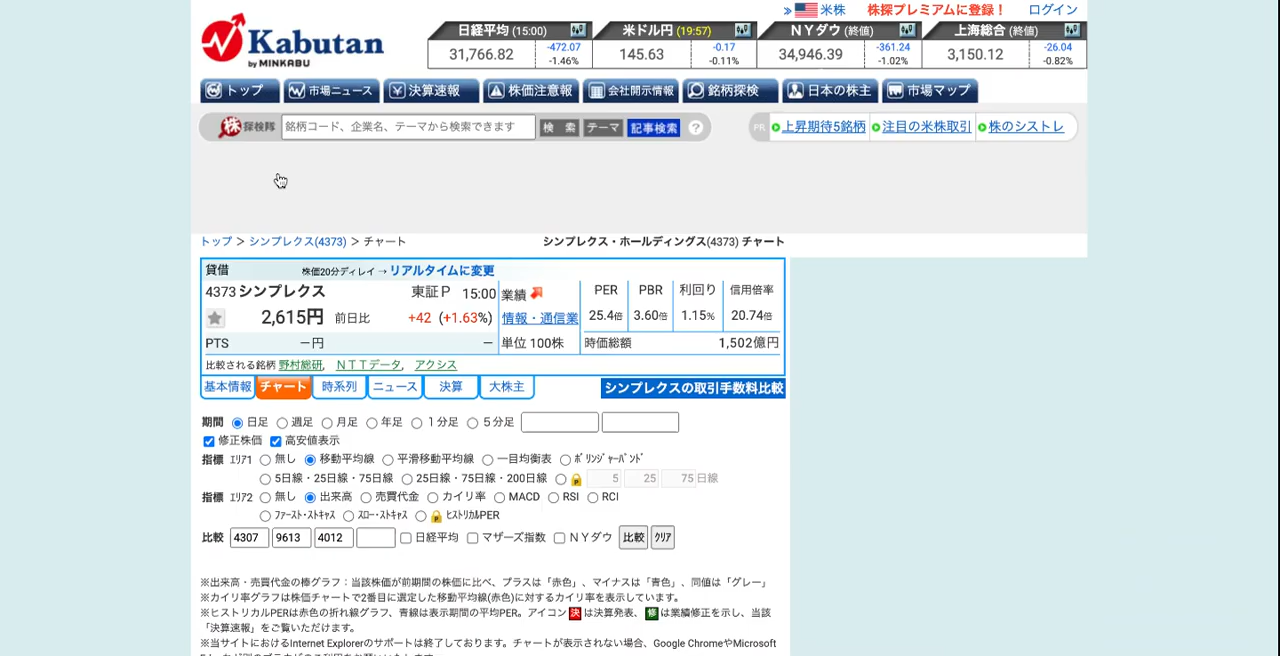 » 米株 株探プレミアムに登録！ ログイン
Kabutan
by MINKABU
日経平均 (15:00) 米ドル円 (19:57) NYダウ (終値) 上海総合 (終値)
31,766.82 -472.07 -1.46% 145.63 -0.17 -0.11% 34,946.39 -361.24 -1.02% 3,150.12 -26.04 -0.82%
トップ 市場ニュース 決算速報 株価注意報 会社開示情報 銘柄探検 日本の株主 市場マップ
株探検隊 銘柄コード、企業名、テーマから検索できます 検 索 テーマ 記事検索 ? PR 上昇期待5銘柄 注目の米株取引 株のシストレ
トップ > シンプレクス(4373) > チャート シンプレクス・ホールディングス(4373) チャート
貸借 株価20分ディレイ → リアルタイムに変更
4373 シンプレクス 東証Ｐ 15:00 業績 PER PBR 利回り 信用倍率
2,615円 前日比 +42 (+1.63%) 情報・通信業 25.4倍 3.60倍 1.15% 20.74倍
PTS －円 － 単位 100株 時価総額 1,502億円
比較される銘柄 野村総研, ＮＴＴデータ, アクシス
基本情報 チャート 時系列 ニュース 決算 大株主 シンプレクスの取引手数料比較
期間 日足 週足 月足 年足 １分足 ５分足
修正株価 高安値表示
指標 ｴﾘｱ1 無し 移動平均線 平滑移動平均線 一目均衡表 ﾎﾞﾘﾝｼﾞｬｰﾊﾞﾝﾄﾞ
5日線・25日線・75日線 25日線・75日線・200日線 P 5 25 75 日線
指標 ｴﾘｱ2 無し 出来高 売買代金 カイリ率 MACD RSI RCI
ﾌｧｰｽﾄ･ｽﾄｷｬｽ ｽﾛｰ･ｽﾄｷｬｽ P ﾋｽﾄﾘｶﾙPER
比較 4307 9613 4012 日経平均 マザーズ指数 ＮＹダウ 比較 ｸﾘｱ
※出来高・売買代金の棒グラフ：当該株価が前期間の株価に比べ、プラスは「赤色」、マイナスは「青色」、同値は「グレー」
※カイリ率グラフは株価チャートで2番目に選定した移動平均線(赤色)に対するカイリ率を表示しています。
※ヒストリカルPERは赤色の折れ線グラフ、青線は表示期間の平均PER。アイコン 決 は決算発表、 修 は業績修正を示し、当該
「決算速報」をご覧いただけます。
※当サイトにおけるInternet Explorerのサポートは終了しております。チャートが表示されない場合、Google ChromeやMicrosoft